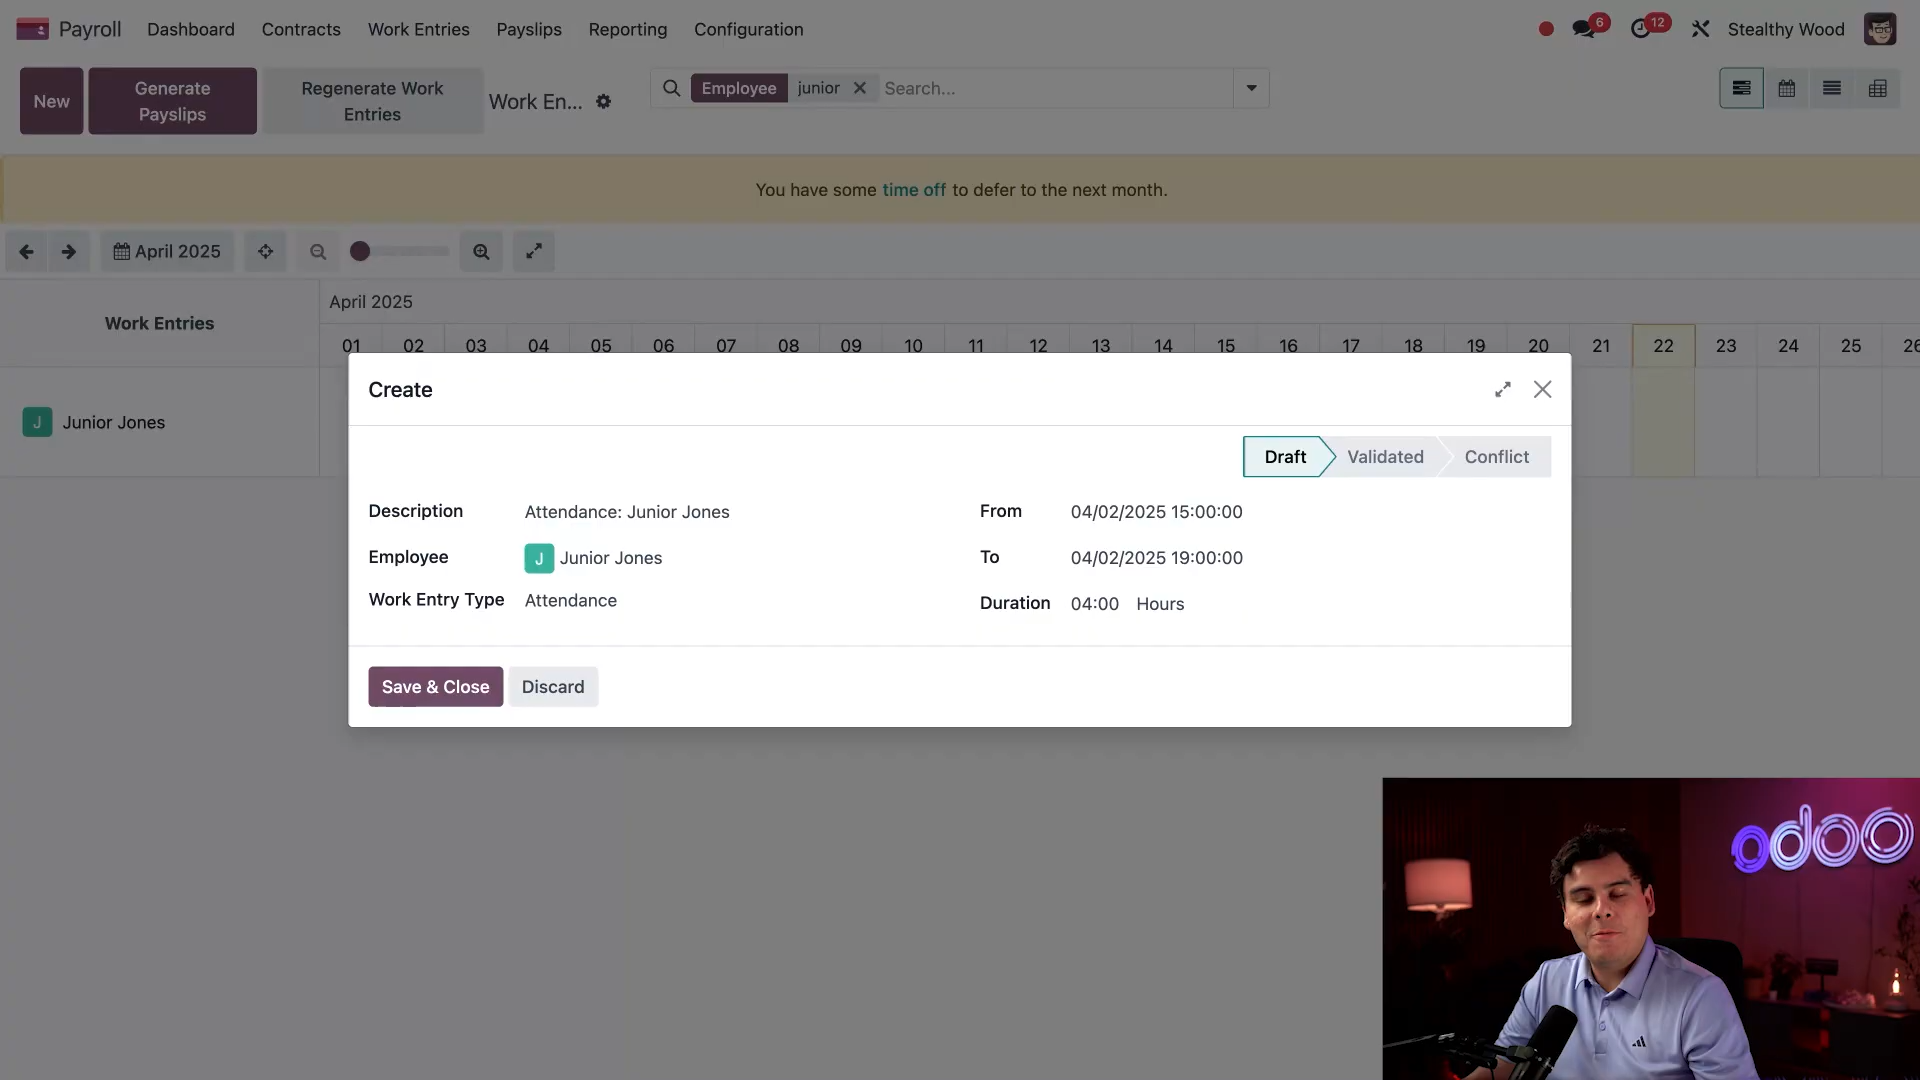 Payroll Dashboard Contracts Work Entries Payslips Reporting Configuration 6 12 Stealthy Wood
New Generate Payslips Regenerate Work Entries Work En... Employee junior Search...
You have some time off to defer to the next month.
April 2025
Work Entries April 2025
01 02 03 04 05 06 07 08 09 10 11 12 13 14 15 16 17 18 19 20 21 22 23 24 25 26
J Junior Jones
Create
Draft Validated Conflict
Description Attendance: Junior Jones From 04/02/2025 15:00:00
Employee J Junior Jones To 04/02/2025 19:00:00
Work Entry Type Attendance Duration 04:00 Hours
Save & Close Discard
odoo